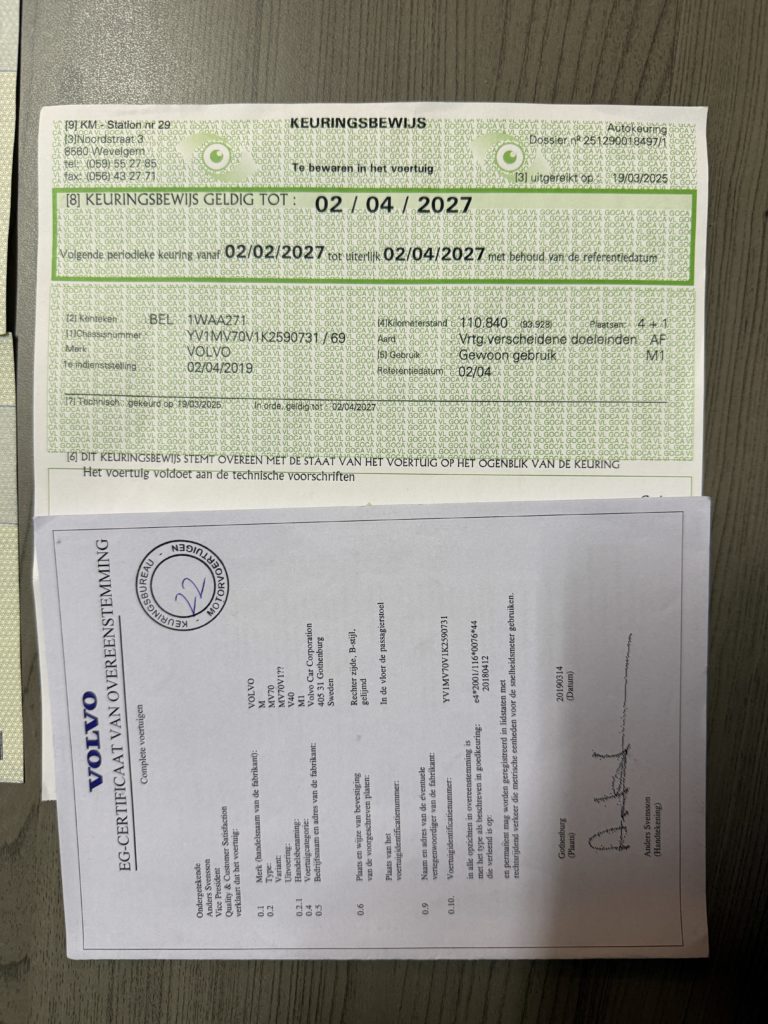 [9] KM - Station nr 29
[3]Noordstraat 3
8560 Wevelgem
tel: (059) 55 27 85
fax: (056) 43 27 71
KEURINGSBEWIJS
Te bewaren in het voertuig
Autokeuring
Dossier nº 251290018497/1
[3] uitgereikt op : 19/03/2025
[8] KEURINGSBEWIJS GELDIG TOT : 02 / 04 / 2027
Volgende periodieke keuring vanaf 02/02/2027 tot uiterlijk 02/04/2027 met behoud van de referentiedatum
[2] Kenteken BEL 1WAA271
[1]Chassisnummer YV1MV70V1K2590731 / 69
Merk VOLVO
1e indienststelling 02/04/2019
[4]Kilometerstand 110.840 (93.928) Plaatsen: 4 + 1
Aard Vrtg.verscheidene doeleinden AF
[5] Gebruik Gewoon gebruik M1
Referentiedatum 02/04
[7] Technisch : gekeurd op 19/03/2025 In orde, geldig tot : 02/04/2027
[6] DIT KEURINGSBEWIJS STEMT OVEREEN MET DE STAAT VAN HET VOERTUIG OP HET OGENBLIK VAN DE KEURING
Het voertuig voldoet aan de technische voorschriften
VOLVO
EG-CERTIFICAAT VAN OVEREENSTEMMING
Complete voertuigen
KEURINGSBUREAU - MOTORVOERTUIGEN -
22
Ondergetekende
Anders Svensson
Vice President
Quality & Customer Satisfaction
verklaart dat het voertuig:
0.1 Merk (handelsnaam van de fabrikant): VOLVO
0.2 Type: M
Variant: MV70
Uitvoering: MV70V1??
0.2.1 Handelsbenaming: V40
0.4 Voertuigcategorie: M1
0.5 Bedrijfsnaam en adres van de fabrikant: Volvo Car Corporation
405 31 Gothenburg
Sweden
0.6 Plaats en wijze van bevestiging Rechter zijde, B-stijl.
van de voorgeschreven platen: gelijmd
Plaats van het In de vloer de passagierstoel
voertuigidentificatienummer:
0.9 Naam en adres van de eventuele
vertegenwoordiger van de fabrikant:
0.10. Voertuigidentificatienummer: YV1MV70V1K2590731
in alle opzichten in overeenstemming is
met het type als beschreven in goedkeuring: e4*2001/116*0076*44
die verleend is op: 20180412
en permanent mag worden geregistreerd in lidstaten met
rechtsrijdend verkeer die metrische eenheden voor de snelheidsmeter gebruiken.
Gothenburg 20190314
(Plaats) (Datum)
Anders Svensson
(Handtekening)